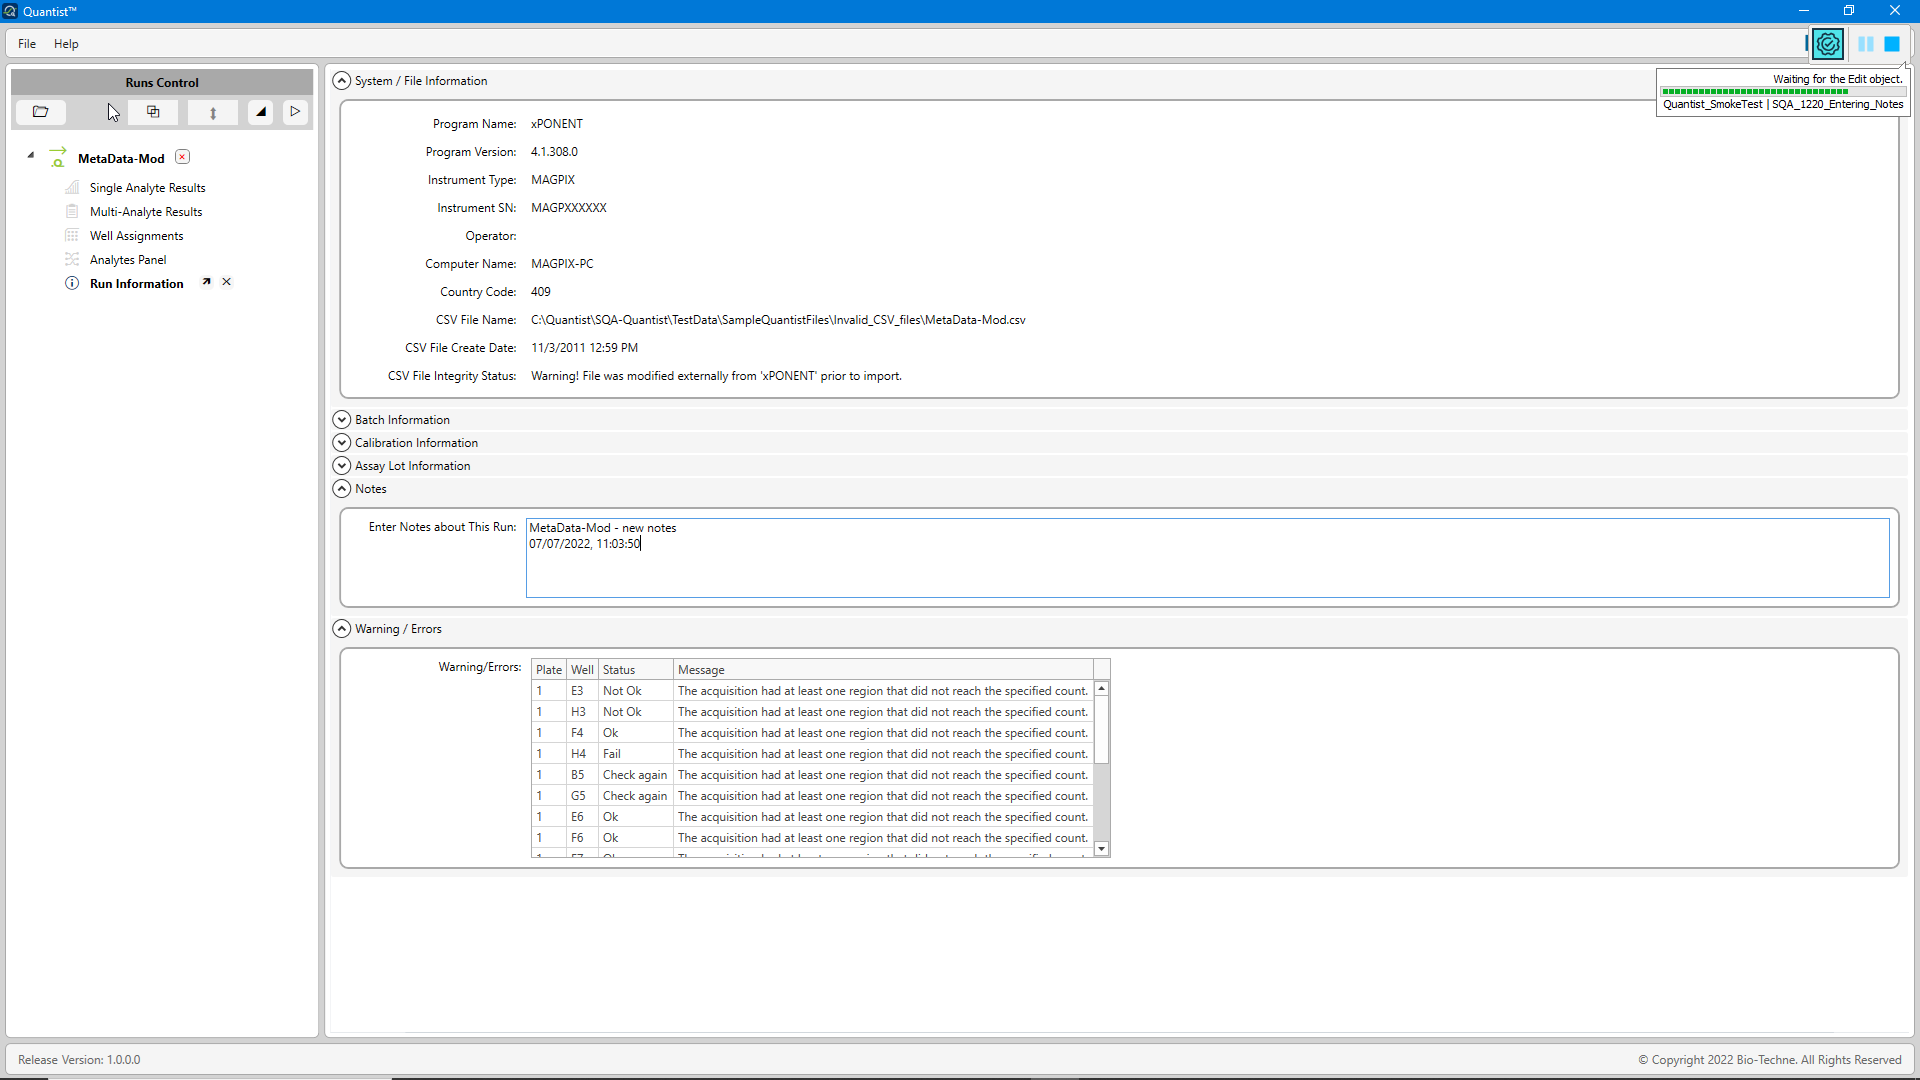 Quantist™
File Help
Waiting for the Edit object.
Quantist_SmokeTest | SQA_1220_Entering_Notes
Runs Control
MetaData-Mod
Single Analyte Results
Multi-Analyte Results
Well Assignments
Analytes Panel
Run Information
System / File Information
Program Name: xPONENT
Program Version: 4.1.308.0
Instrument Type: MAGPIX
Instrument SN: MAGPXXXXXX
Operator:
Computer Name: MAGPIX-PC
Country Code: 409
CSV File Name: C:\Quantist\SQA-Quantist\TestData\SampleQuantistFiles\Invalid_CSV_files\MetaData-Mod.csv
CSV File Create Date: 11/3/2011 12:59 PM
CSV File Integrity Status: Warning! File was modified externally from 'xPONENT' prior to import.
Batch Information
Calibration Information
Assay Lot Information
Notes
Enter Notes about This Run: MetaData-Mod - new notes
07/07/2022, 11:03:50
Warning / Errors
Warning/Errors: Plate Well Status Message
1 E3 Not Ok The acquisition had at least one region that did not reach the specified count.
1 H3 Not Ok The acquisition had at least one region that did not reach the specified count.
1 F4 Ok The acquisition had at least one region that did not reach the specified count.
1 H4 Fail The acquisition had at least one region that did not reach the specified count.
1 B5 Check again The acquisition had at least one region that did not reach the specified count.
1 G5 Check again The acquisition had at least one region that did not reach the specified count.
1 E6 Ok The acquisition had at least one region that did not reach the specified count.
1 F6 Ok The acquisition had at least one region that did not reach the specified count.
Release Version: 1.0.0.0
© Copyright 2022 Bio-Techne. All Rights Reserved